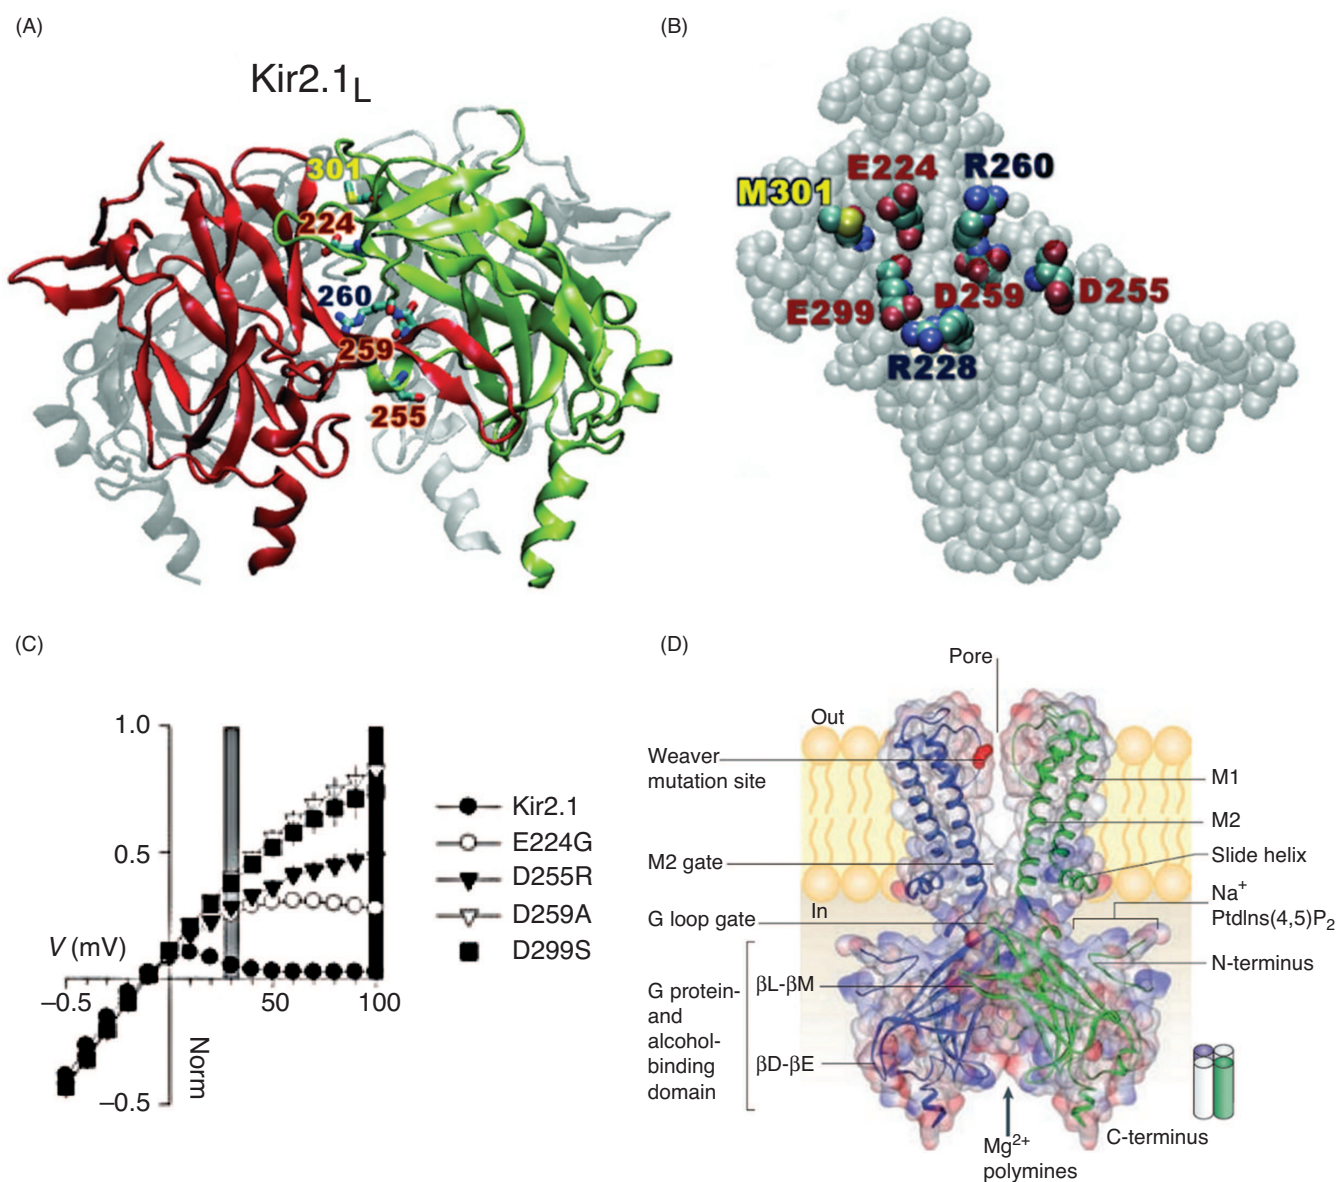 (A)
Kir2.1L
301
224
260
259
255
(B)
M301
E224
R260
E299
D259
D255
R228
(C)
1.0
0.5
V (mV)
−0.5
50
100
Norm
−0.5
Kir2.1
E224G
D255R
D259A
D299S
(D)
Pore
Out
Weaver
mutation site
M1
M2
M2 gate
Slide helix
In
Na+
PtdIns(4,5)P2
G loop gate
N-terminus
G protein-
and
alcohol-
binding
domain
βL-βM
βD-βE
Mg2+
polymines
C-terminus